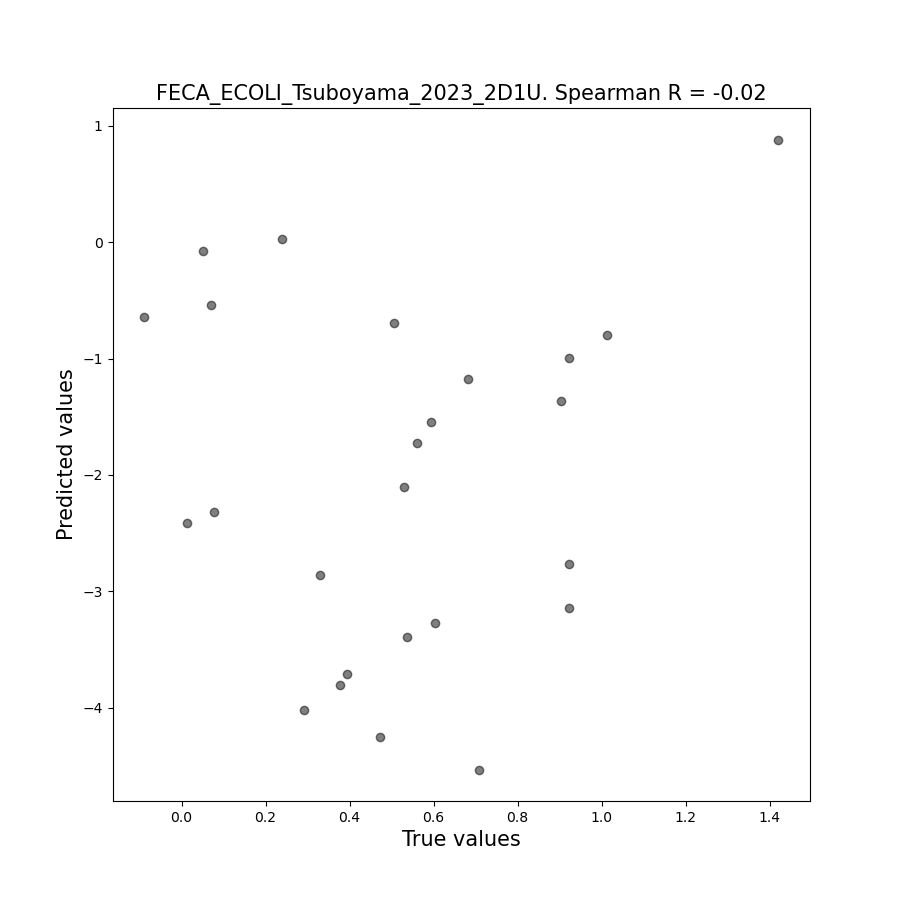 FECA_ECOLI_Tsuboyama_2023_2D1U. Spearman R = -0.02
1
0
−1
−2
−3
−4
Predicted values
0.0 0.2 0.4 0.6 0.8 1.0 1.2 1.4
True values